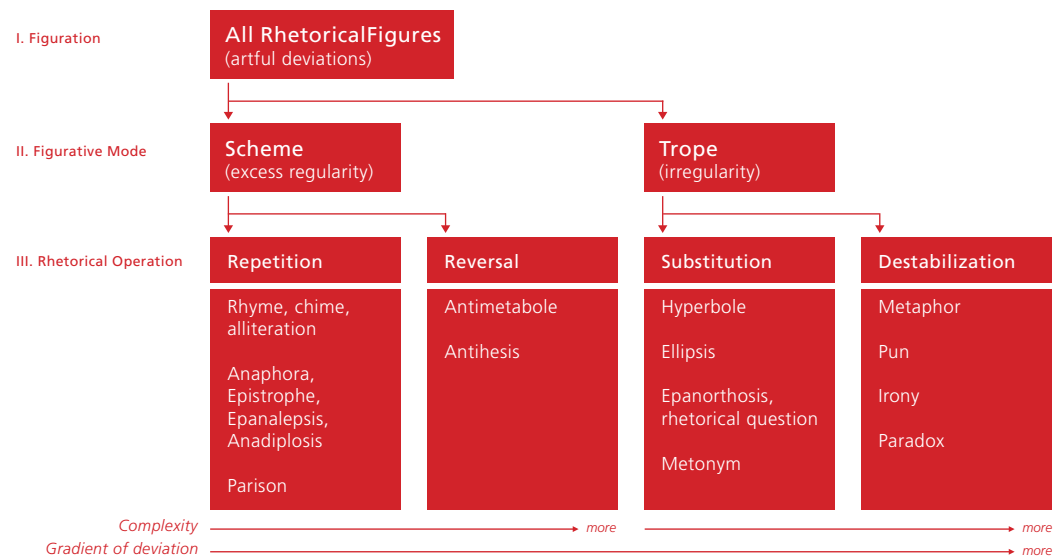 I. Figuration
All RhetoricalFigures
(artful deviations)
II. Figurative Mode
Scheme
(excess regularity)
Trope
(irregularity)
III. Rhetorical Operation
Repetition
Reversal
Substitution
Destabilization
Rhyme, chime,
alliteration
Anaphora,
Epistrophe,
Epanalepsis,
Anadiplosis
Parison
Antimetabole
Antihesis
Hyperbole
Ellipsis
Epanorthosis,
rhetorical question
Metonym
Metaphor
Pun
Irony
Paradox
Complexity
more
more
Gradient of deviation
more